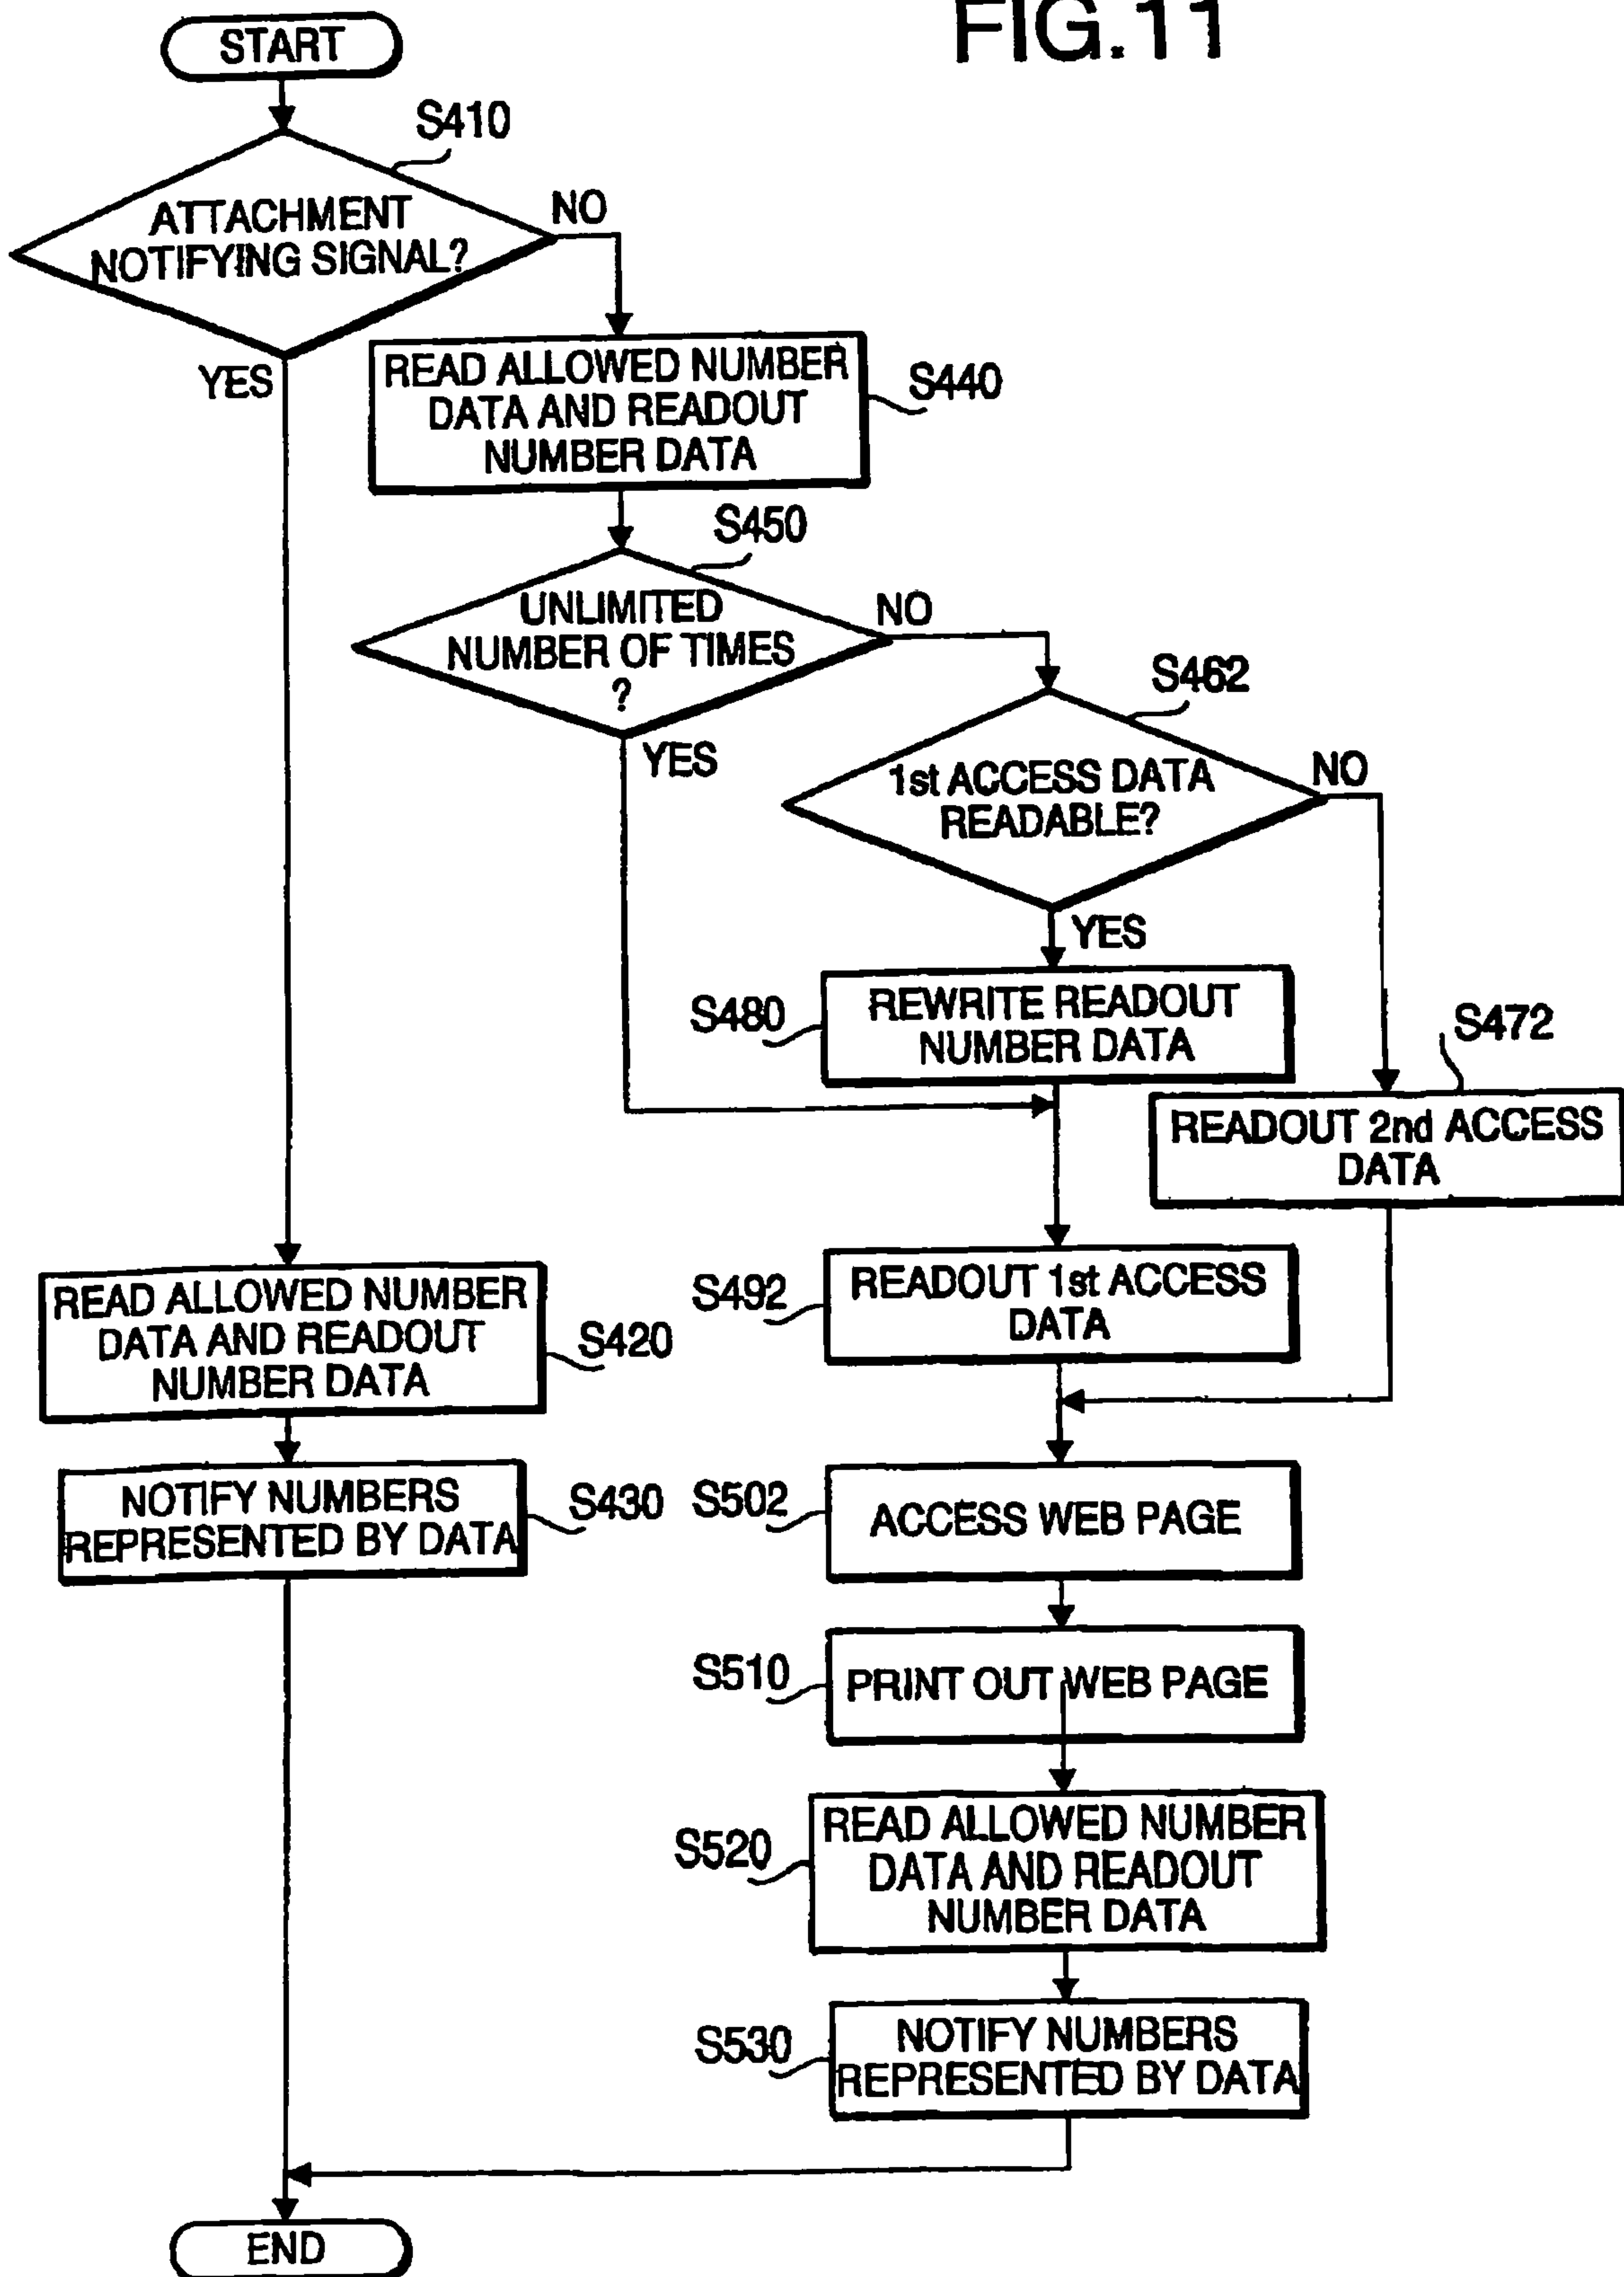 FIG.11
START
S410
ATTACHMENT
NOTIFYING SIGNAL?
NO
YES
READ ALLOWED NUMBER
DATA AND READOUT
NUMBER DATA
S440
S450
UNLIMITED
NUMBER OF TIMES
?
NO
YES
S462
1st ACCESS DATA
READABLE?
NO
YES
S480
REWRITE READOUT
NUMBER DATA
S472
READOUT 2nd ACCESS
DATA
READ ALLOWED NUMBER
DATA AND READOUT
NUMBER DATA
S420
S492
READOUT 1st ACCESS
DATA
NOTIFY NUMBERS
REPRESENTED BY DATA
S430
S502
ACCESS WEB PAGE
S510
PRINT OUT WEB PAGE
S520
READ ALLOWED NUMBER
DATA AND READOUT
NUMBER DATA
S530
NOTIFY NUMBERS
REPRESENTED BY DATA
END